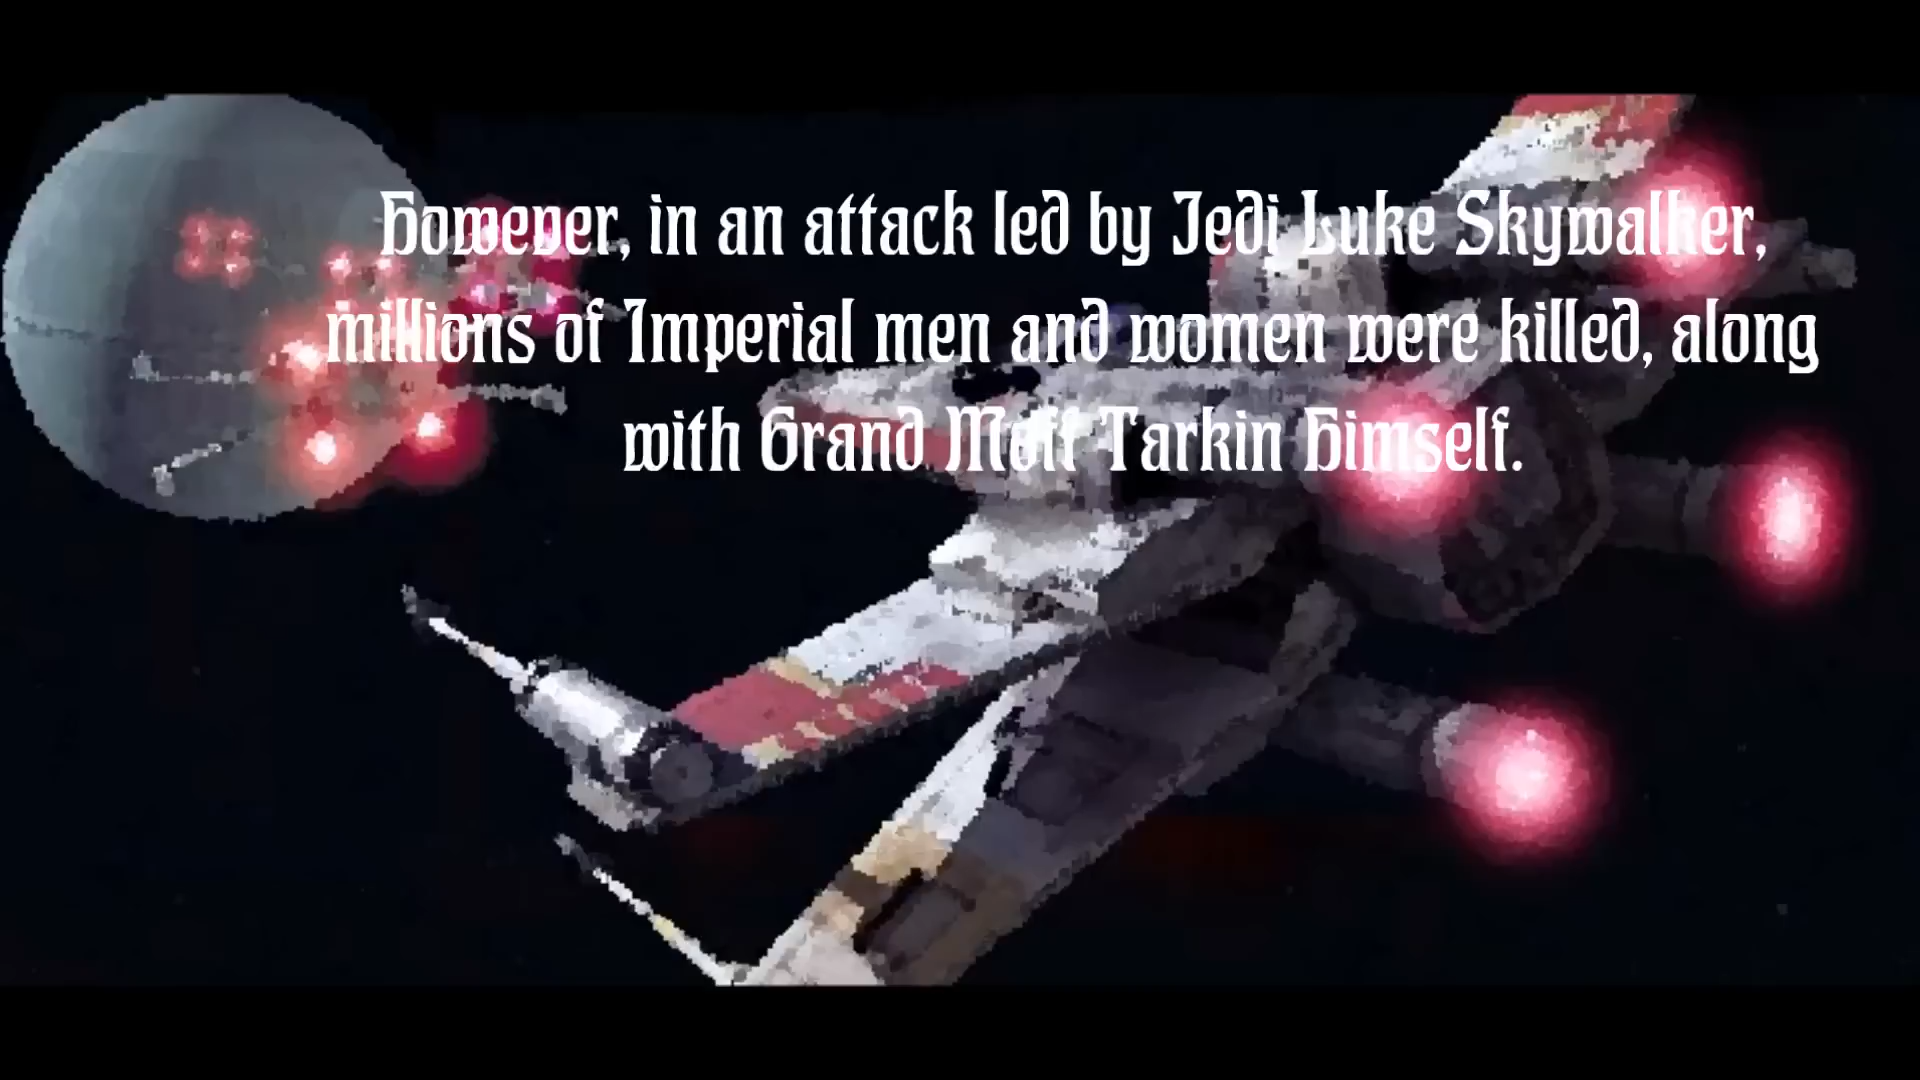 However, in an attack led by Jedi Luke Skywalker,
millions of Imperial men and women were killed, along
with Grand Moff Tarkin Himself.